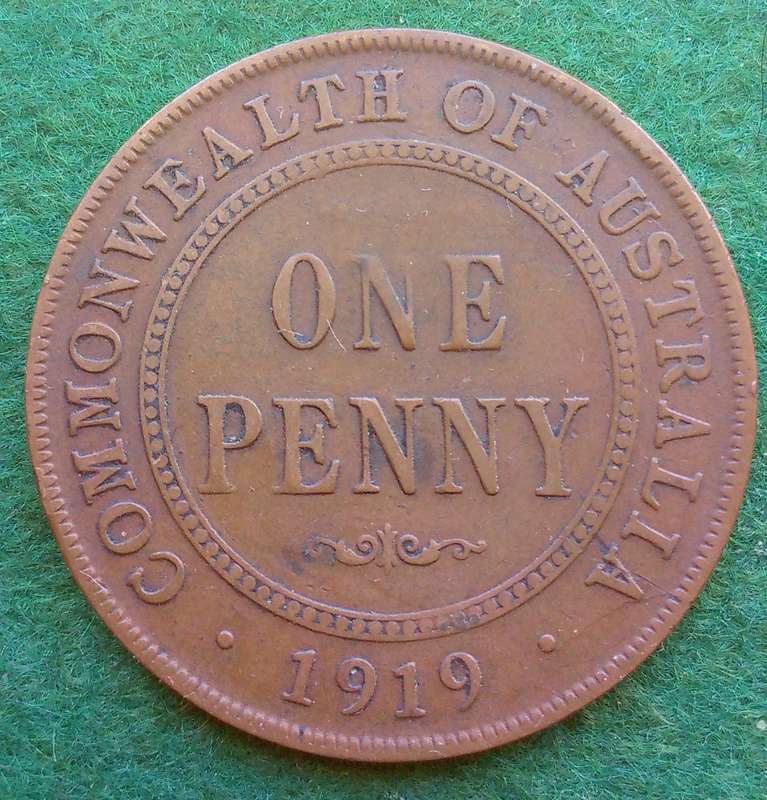 COMMONWEALTH OF AUSTRALIA
ONE
PENNY
· 1919 ·